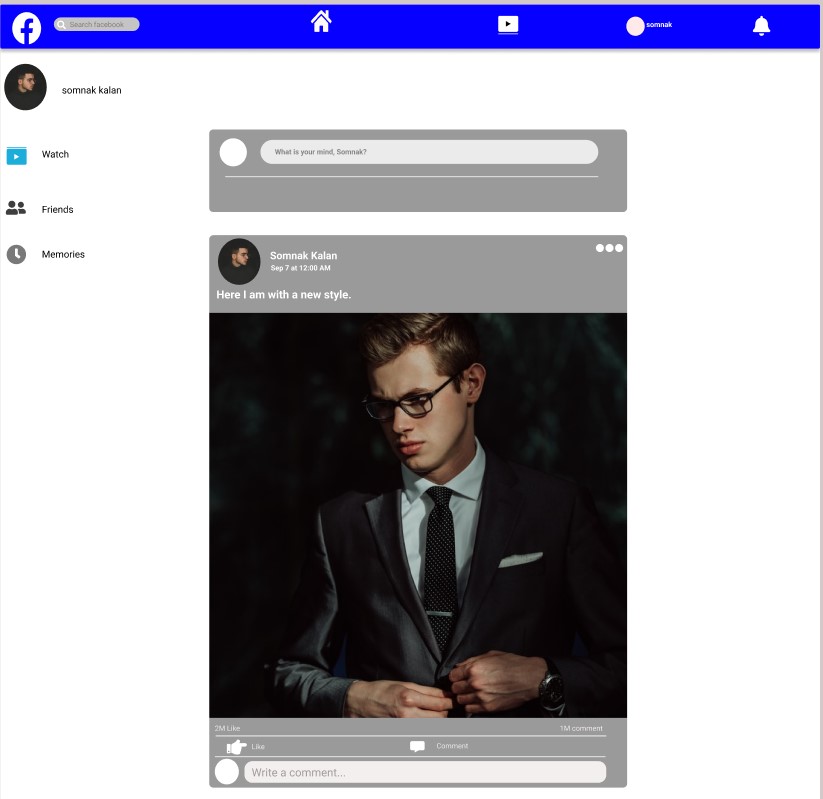 Search facebook
somnak
somnak kalan
Watch
Friends
Memories
What is your mind, Somnak?
Somnak Kalan
Sep 7 at 12:00 AM
Here I am with a new style.
2M Like
1M comment
Like
Comment
Write a comment...